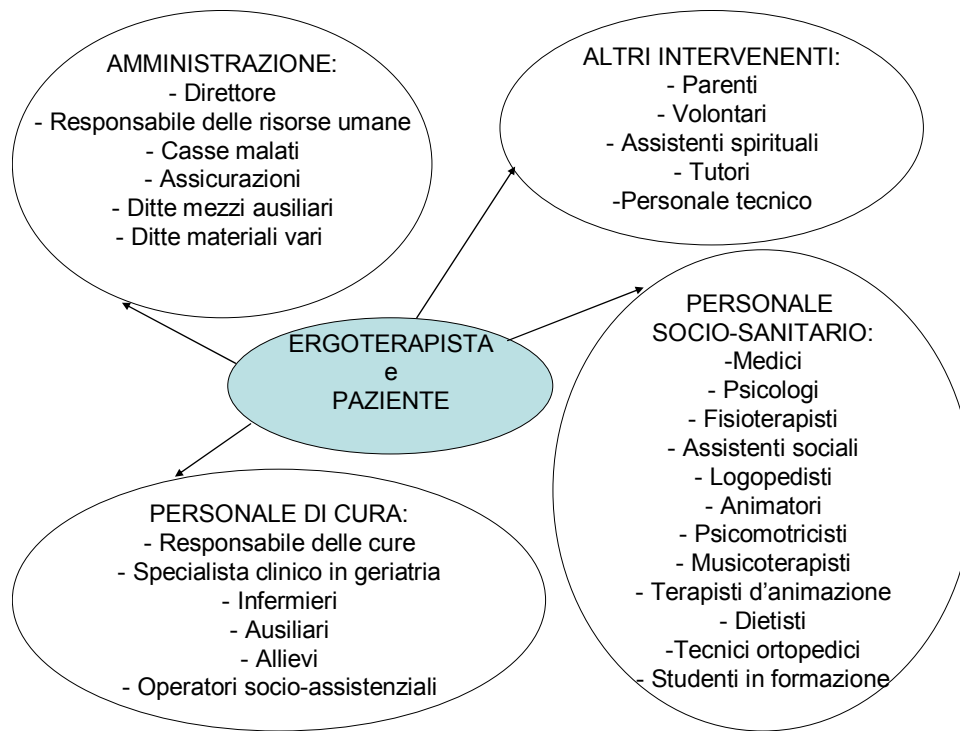 AMMINISTRAZIONE:
- Direttore
- Responsabile delle risorse umane
- Casse malati
- Assicurazioni
- Ditte mezzi ausiliari
- Ditte materiali vari
ALTRI INTERVENENTI:
- Parenti
- Volontari
- Assistenti spirituali
- Tutori
-Personale tecnico
ERGOTERAPISTA
e
PAZIENTE
PERSONALE
SOCIO-SANITARIO:
-Medici
- Psicologi
- Fisioterapisti
- Assistenti sociali
- Logopedisti
- Animatori
- Psicomotricisti
- Musicoterapisti
- Terapisti d'animazione
- Dietisti
-Tecnici ortopedici
- Studenti in formazione
PERSONALE DI CURA:
- Responsabile delle cure
- Specialista clinico in geriatria
- Infermieri
- Ausiliari
- Allievi
- Operatori socio-assistenziali